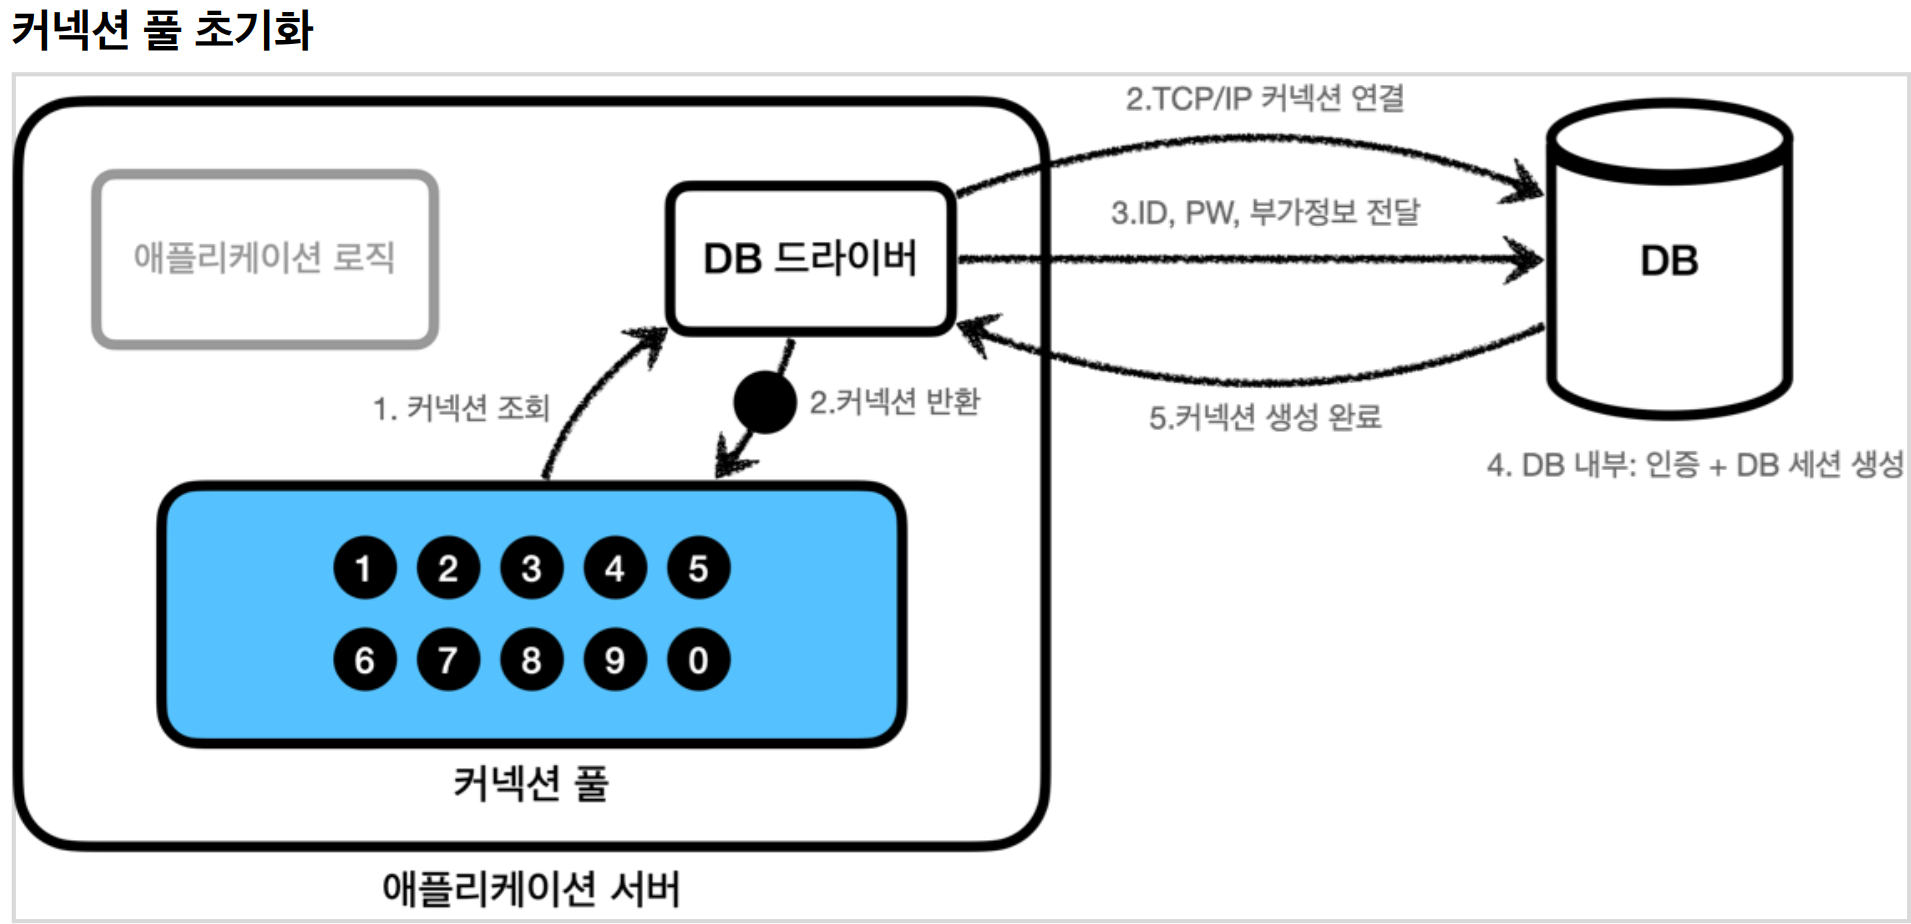 커넥션 풀 초기화
2.TCP/IP 커넥션 연결
애플리케이션 로직
DB 드라이버
3.ID, PW, 부가정보 전달
DB
1. 커넥션 조회
2.커넥션 반환
5.커넥션 생성 완료
4. DB 내부: 인증 + DB 세션 생성
1 2 3 4 5
6 7 8 9 0
커넥션 풀
애플리케이션 서버